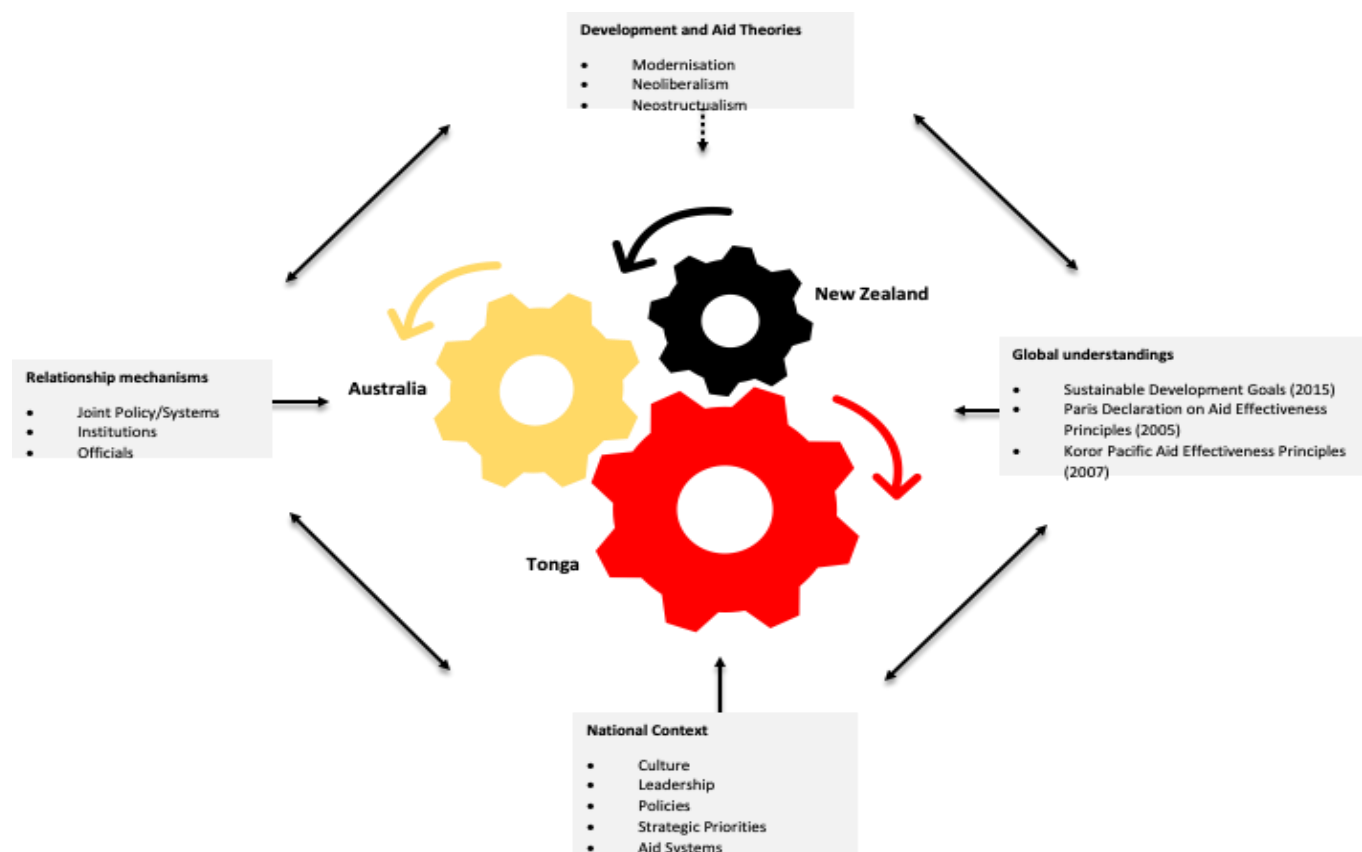 Development and Aid Theories
• Modernisation
• Neoliberalism
• Neostructualism
New Zealand
Australia
Tonga
Relationship mechanisms
• Joint Policy/Systems
• Institutions
• Officials
Global understandings
• Sustainable Development Goals (2015)
• Paris Declaration on Aid Effectiveness
Principles (2005)
• Koror Pacific Aid Effectiveness Principles
(2007)
National Context
• Culture
• Leadership
• Policies
• Strategic Priorities
• Aid Systems